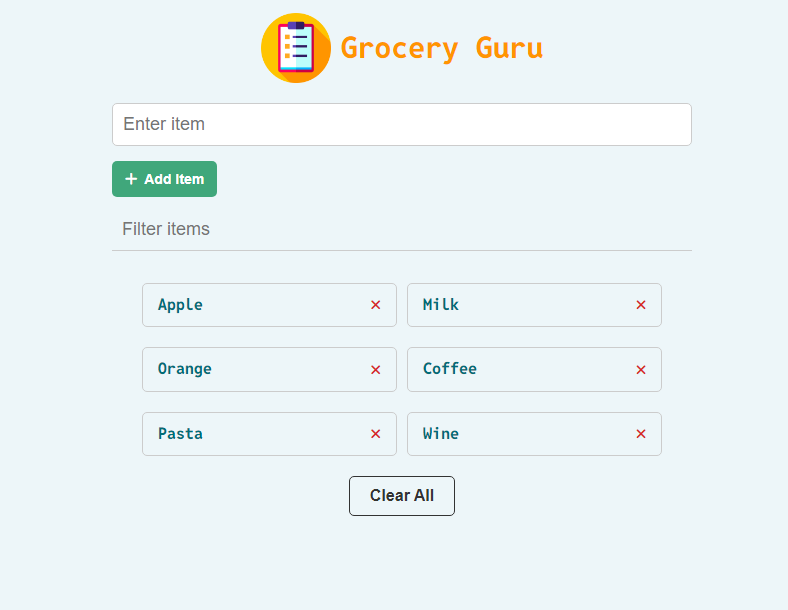 Grocery Guru
Enter item
+ Add Item
Filter items
Apple ✕ Milk ✕
Orange ✕ Coffee ✕
Pasta ✕ Wine ✕
Clear All